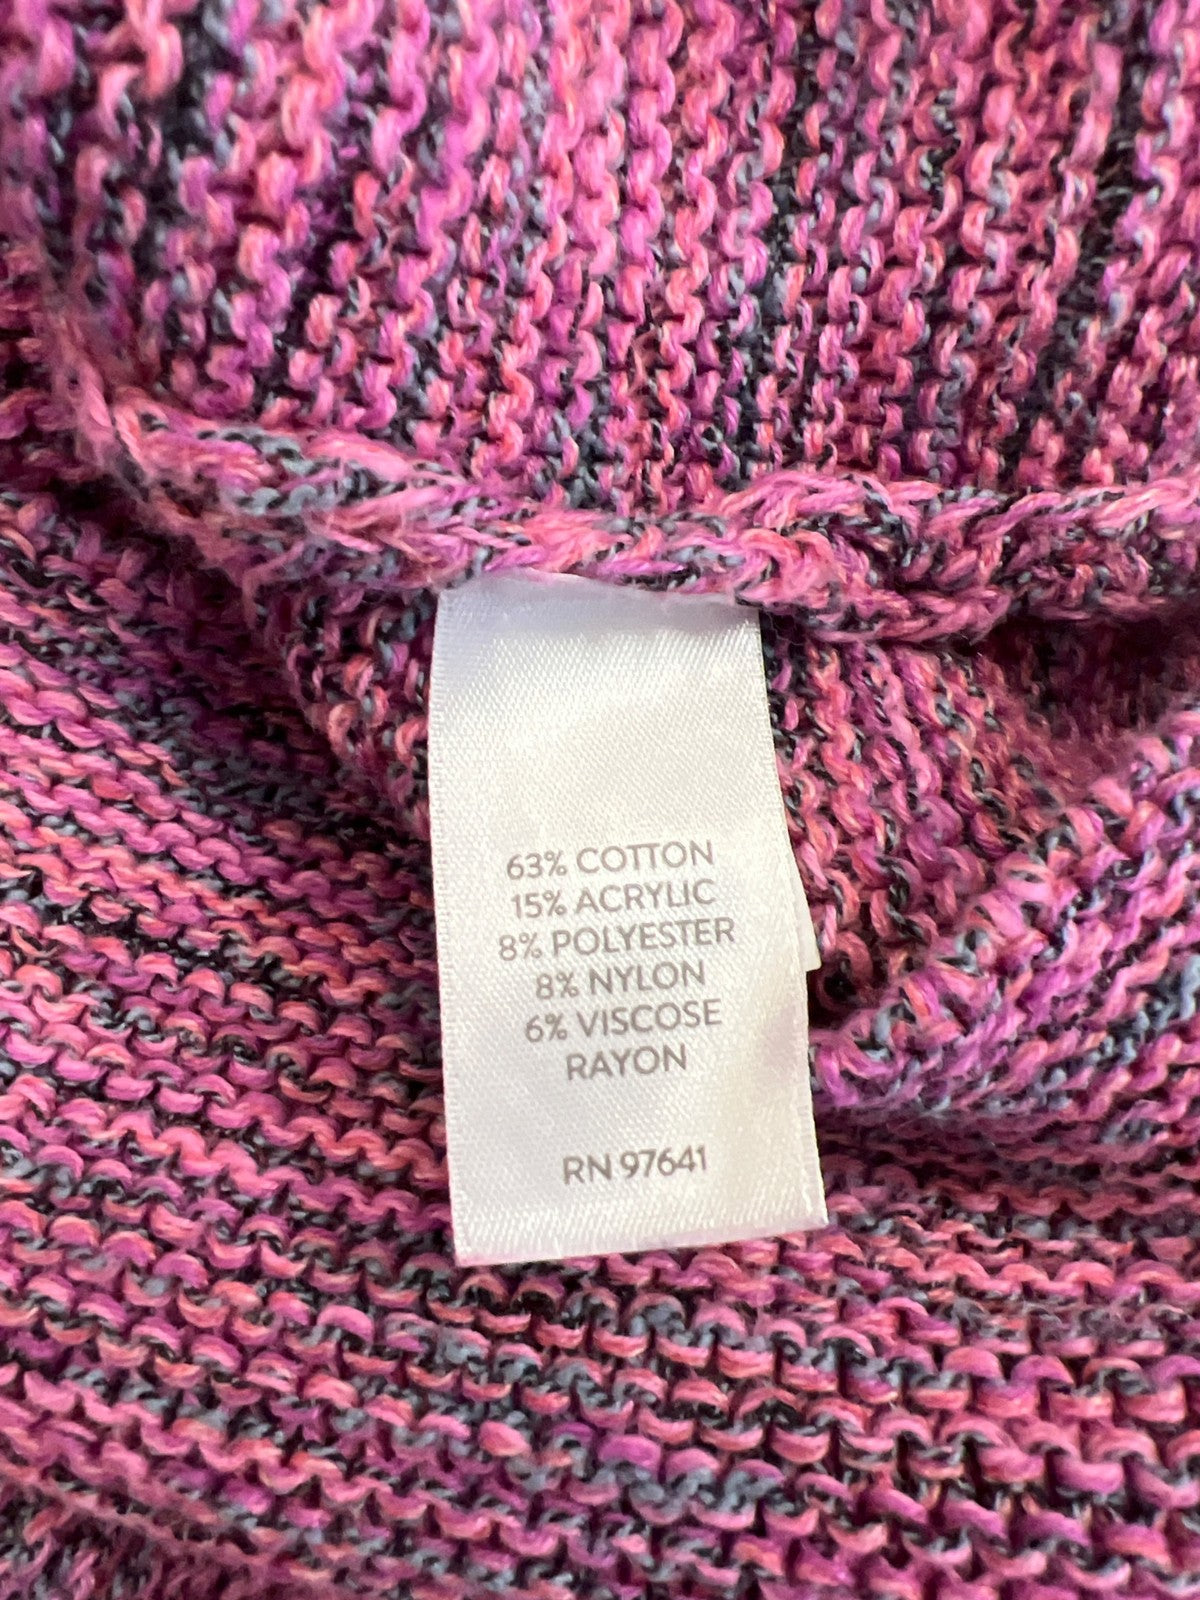 63% COTTON
15% ACRYLIC
8% POLYESTER
8% NYLON
6% VISCOSE
RAYON
RN 97641